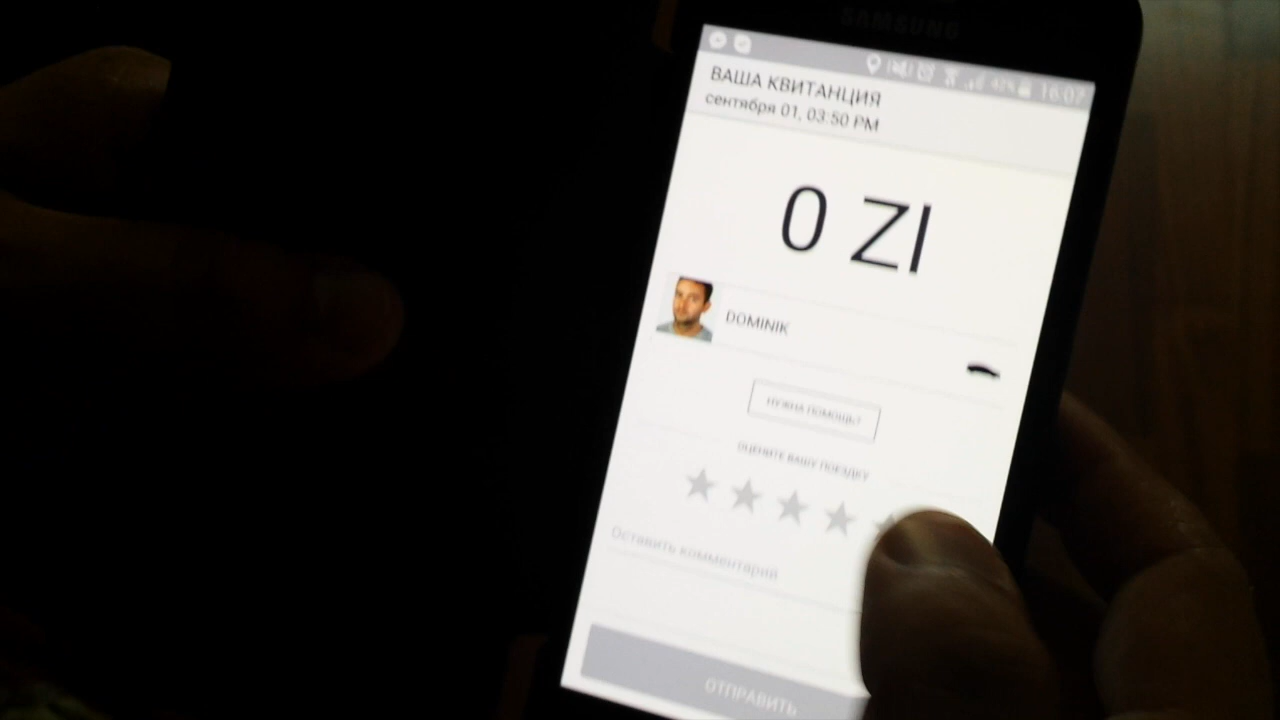 SAMSUNG
16:07
ВАША КВИТАНЦИЯ
сентября 01, 03:50 PM
0 Zl
DOMINIK
НУЖНА ПОМОЩЬ?
ОЦЕНИТЕ ВАШУ ПОЕЗДКУ
Оставить комментарий
ОТПРАВИТЬ